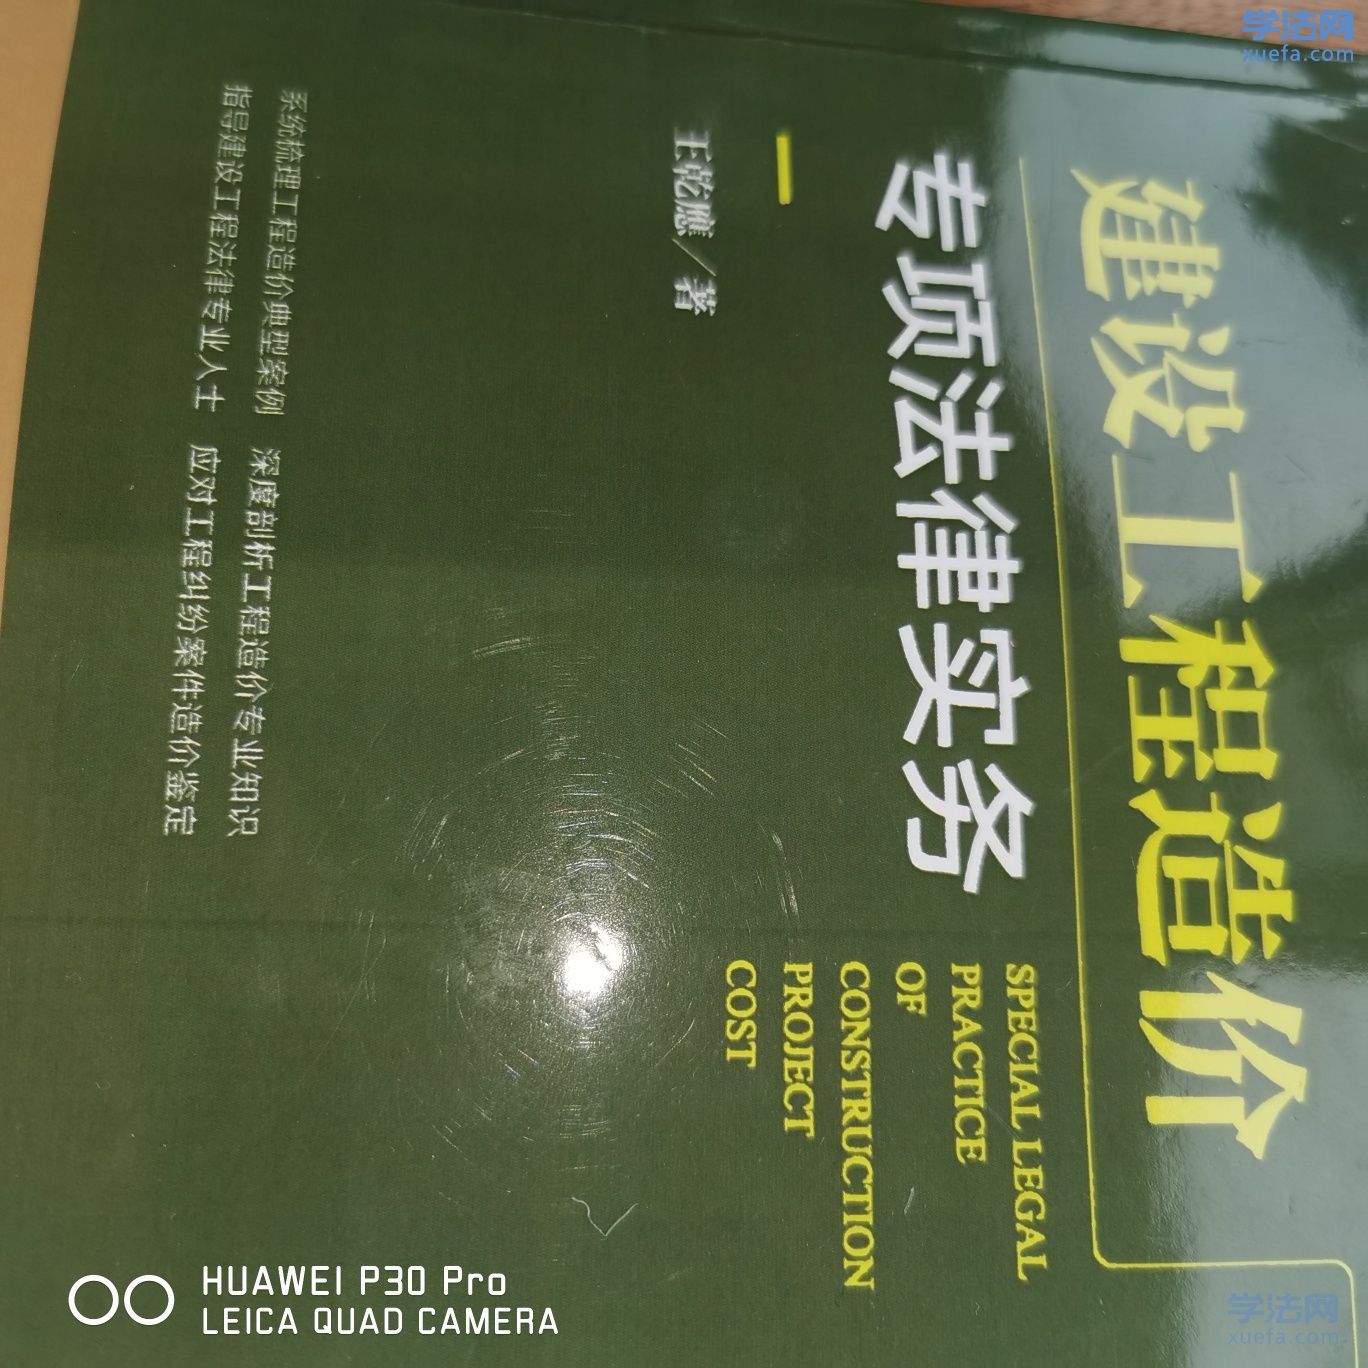 建设工程造价
专项法律实务
SPECIAL LEGAL
PRACTICE
OF
CONSTRUCTION
PROJECT
COST
王乾應／著
系统梳理工程造价典型案例 深度剖析工程造价专业知识
指导建设工程法律专业人士 应对工程纠纷案件造价鉴定
HUAWEI P30 Pro
LEICA QUAD CAMERA
学法网
xuefa.com
学法网
xuefa.com